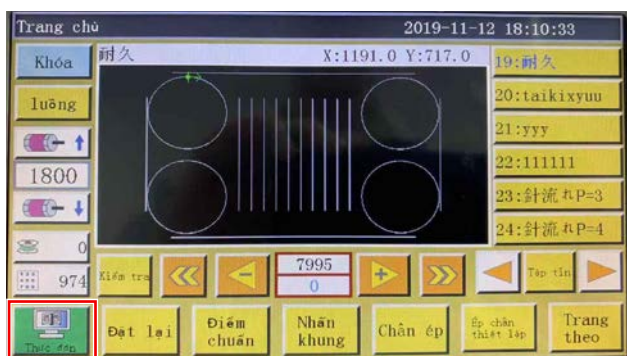 Trang chủ 2019-11-12 18:10:33
Khóa 耐久 X:1191.0 Y:717.0 19:耐久
luồng 20:taikixyuu
21:yyy
1800 22:111111
23:針流れP=3
0 24:針流れP=4
974 Kiểm tra 7995 Tập tin
0
Thực đơn Đặt lại Điểm chuẩn Nhấn khung Chân ép Ép chân thiết lập Trang theo